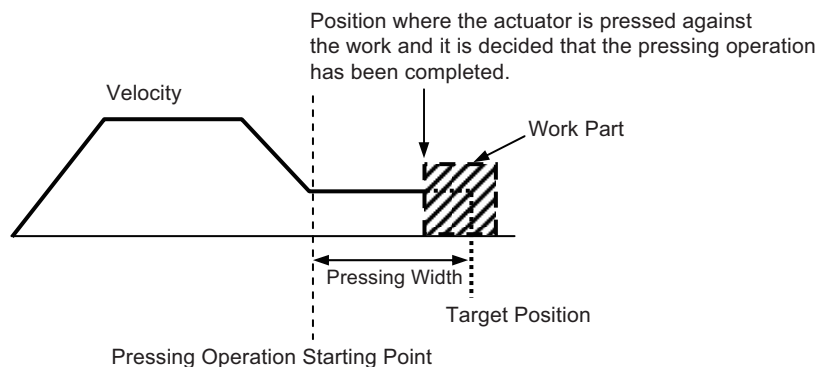 Position where the actuator is pressed against
the work and it is decided that the pressing operation
has been completed.
Velocity
Work Part
Pressing Width
Target Position
Pressing Operation Starting Point